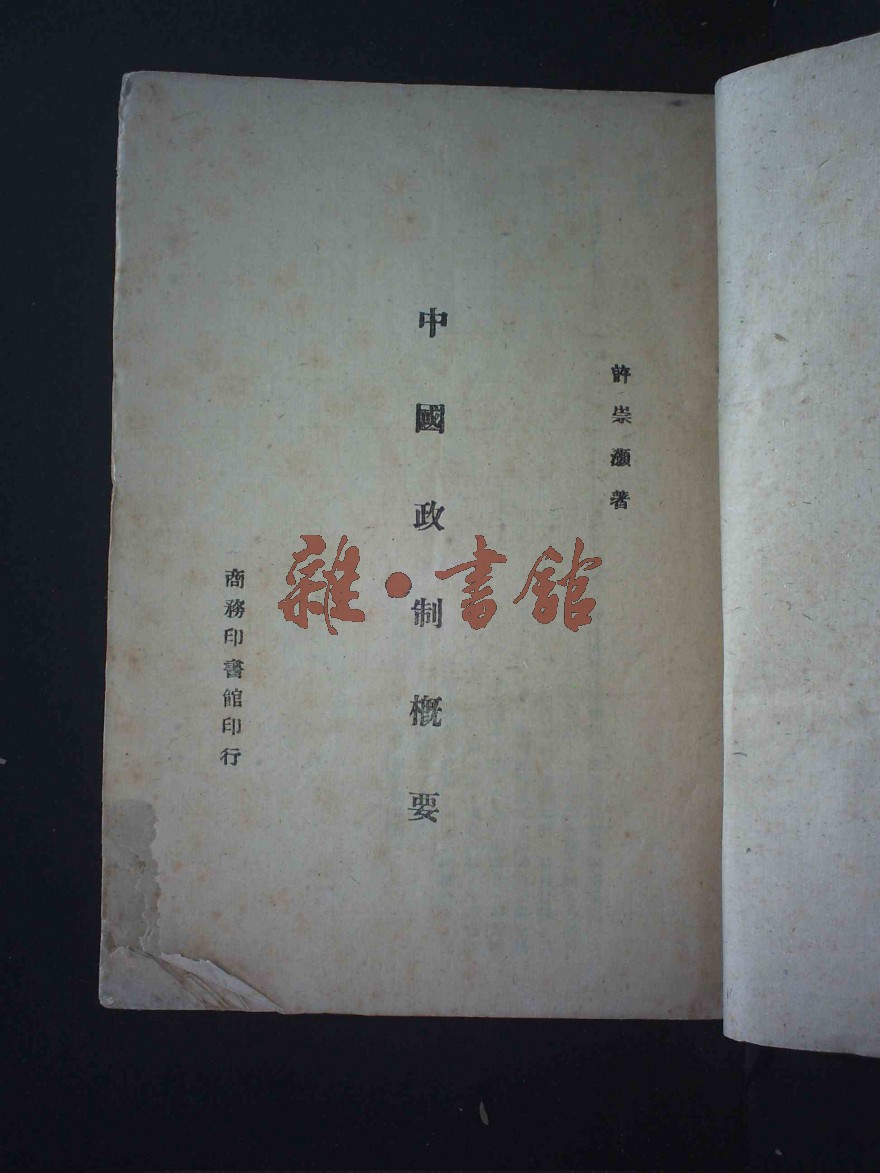 許崇灝著
中國政制概要
商務印書館印行
雜·書館